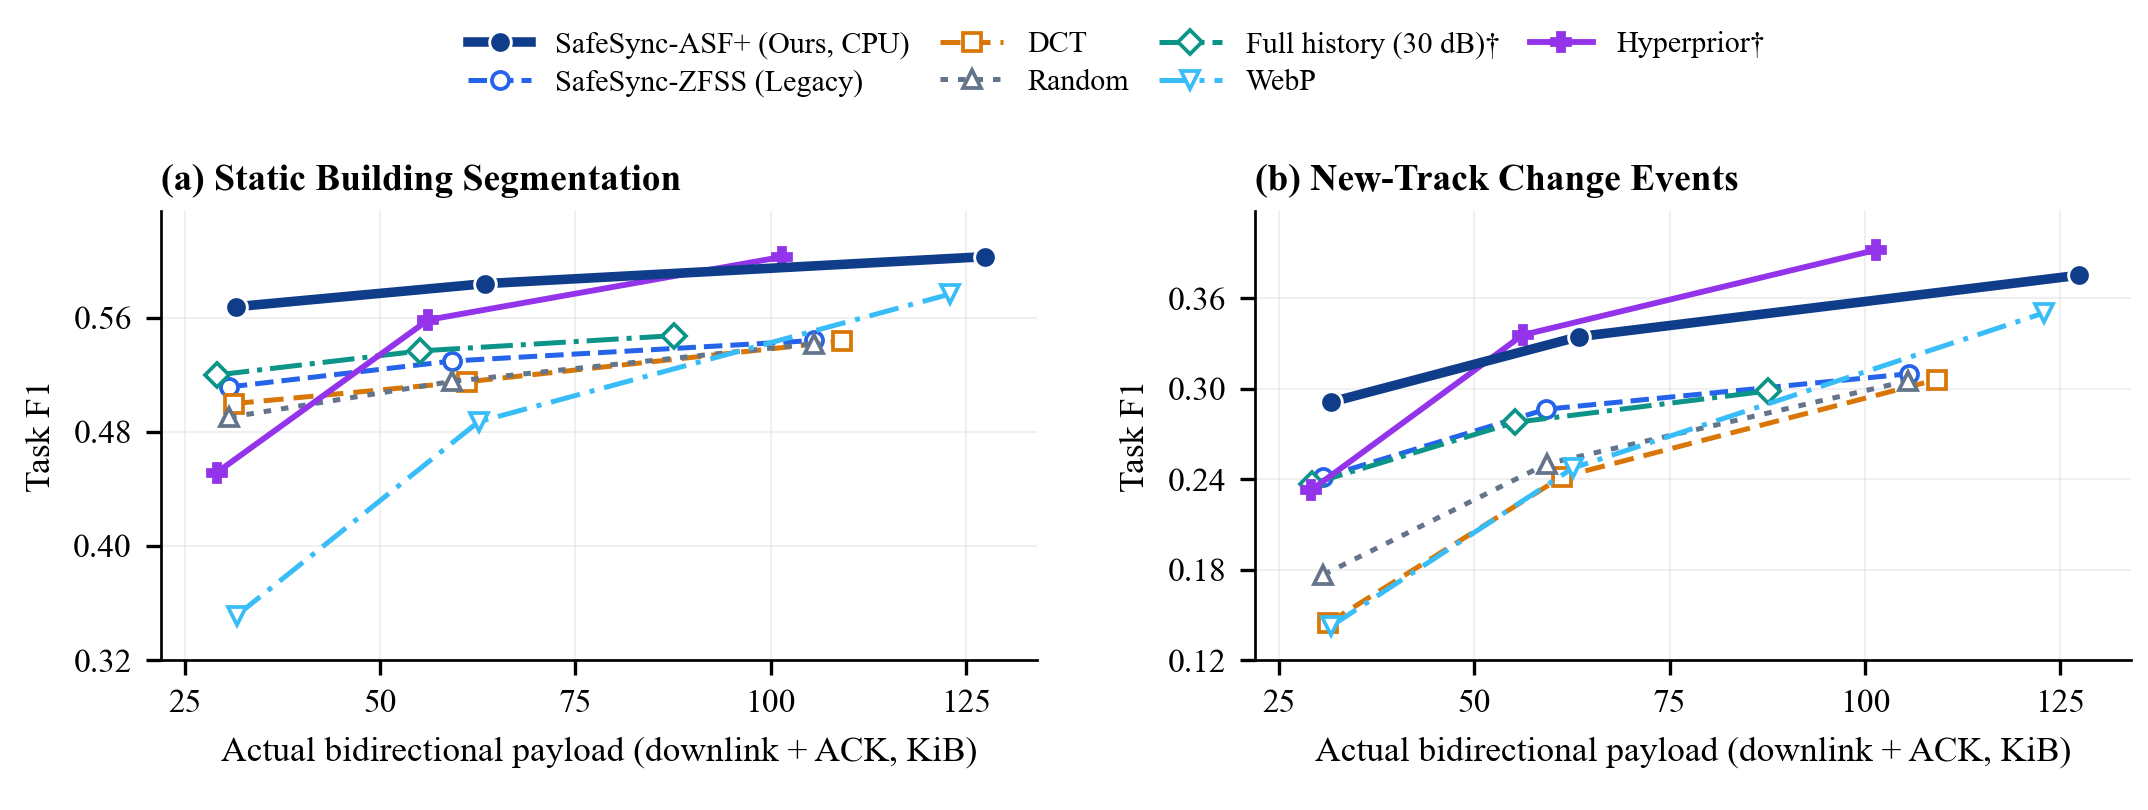 SafeSync-ASF+ (Ours, CPU) DCT Full history (30 dB)† Hyperprior†
SafeSync-ZFSS (Legacy) Random WebP
(a) Static Building Segmentation
Task F1
0.56
0.48
0.40
0.32
25 50 75 100 125
Actual bidirectional payload (downlink + ACK, KiB)
(b) New-Track Change Events
Task F1
0.36
0.30
0.24
0.18
0.12
25 50 75 100 125
Actual bidirectional payload (downlink + ACK, KiB)